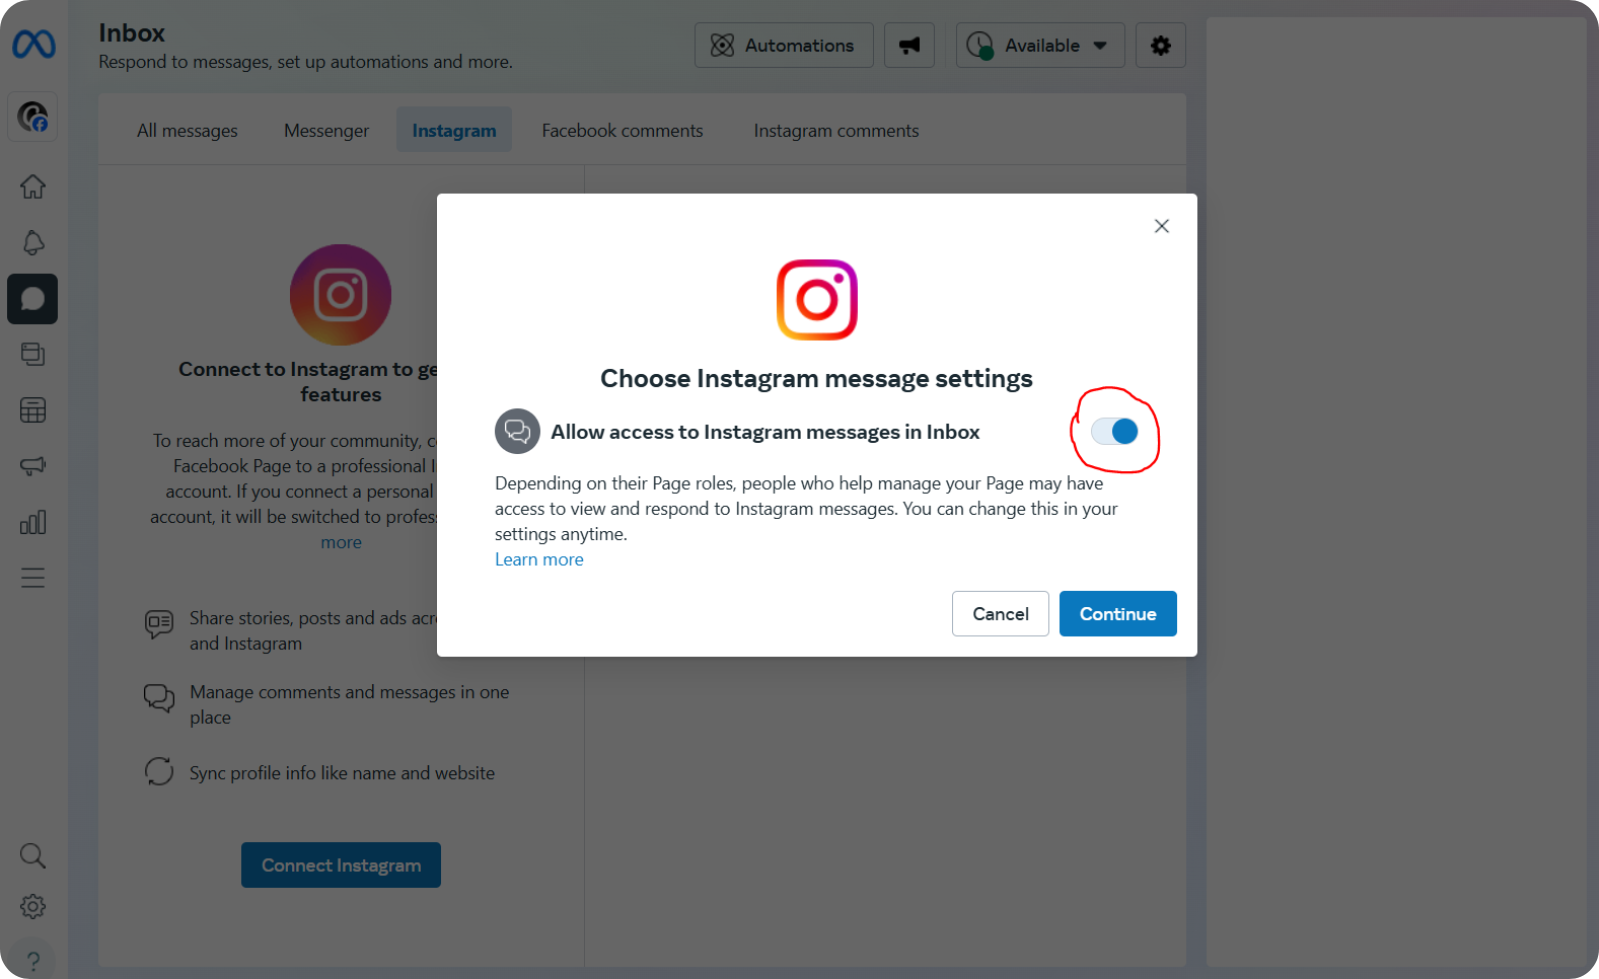 Inbox
Respond to messages, set up automations and more.
Automations
Available
All messages
Messenger
Instagram
Facebook comments
Instagram comments
Connect to Instagram to ge
features
To reach more of your community, c
Facebook Page to a professional I
account. If you connect a personal
account, it will be switched to profes
more
Share stories, posts and ads acr
and Instagram
Manage comments and messages in one
place
Sync profile info like name and website
Connect Instagram
Choose Instagram message settings
Allow access to Instagram messages in Inbox
Depending on their Page roles, people who help manage your Page may have
access to view and respond to Instagram messages. You can change this in your
settings anytime.
Learn more
Cancel
Continue
?